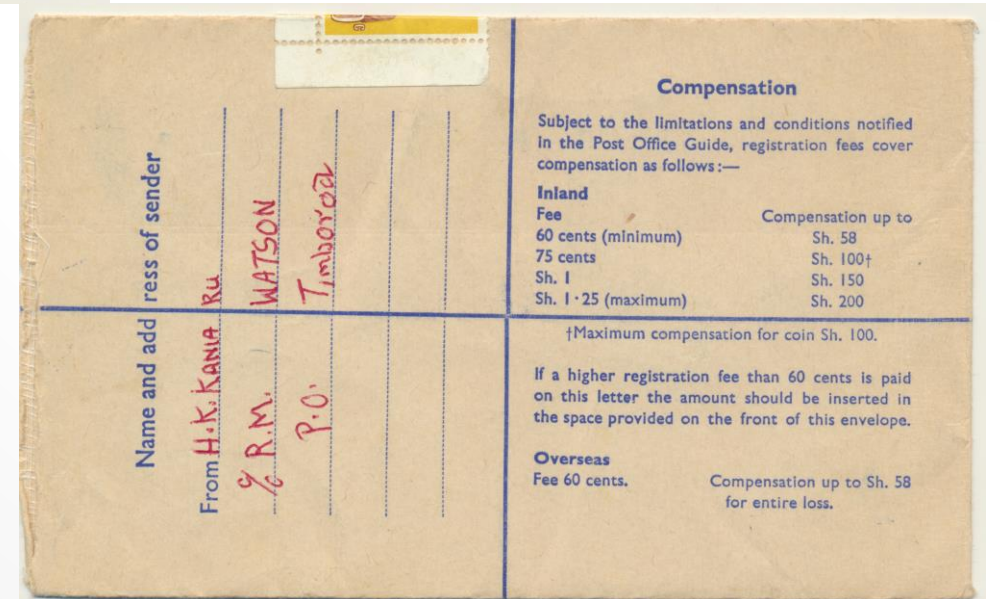 Name and add ress of sender
From H.K. KANIA RU
c/o R.M. WATSON
P.O. Timboroa
Compensation
Subject to the limitations and conditions notified
in the Post Office Guide, registration fees cover
compensation as follows:—
Inland
Fee Compensation up to
60 cents (minimum) Sh. 58
75 cents Sh. 100†
Sh. 1 Sh. 150
Sh. 1·25 (maximum) Sh. 200
†Maximum compensation for coin Sh. 100.
If a higher registration fee than 60 cents is paid
on this letter the amount should be inserted in
the space provided on the front of this envelope.
Overseas
Fee 60 cents. Compensation up to Sh. 58
for entire loss.